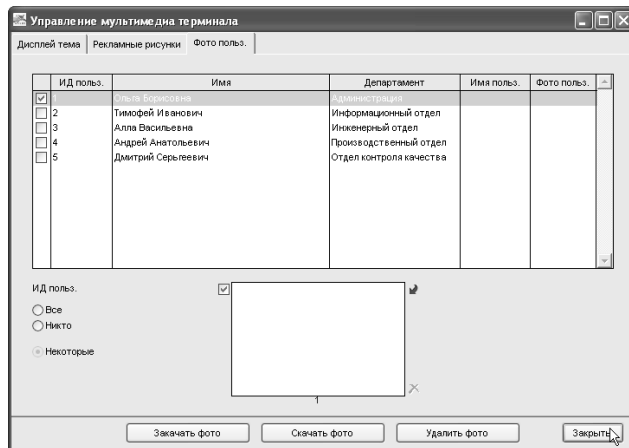 Управление мультимедиа терминала
Дисплей тема Рекламные рисунки Фото польз.
ИД польз. Имя Департамент Имя польз. Фото польз.
1 Ольга Борисовна Администрация
2 Тимофей Иванович Информационный отдел
3 Алла Васильевна Инженерный отдел
4 Андрей Анатольевич Производственный отдел
5 Дмитрий Серьгеевич Отдел контроля качества
ИД польз.
Все
Никто
Некоторые
1
Закачать фото Скачать фото Удалить фото Закрыть